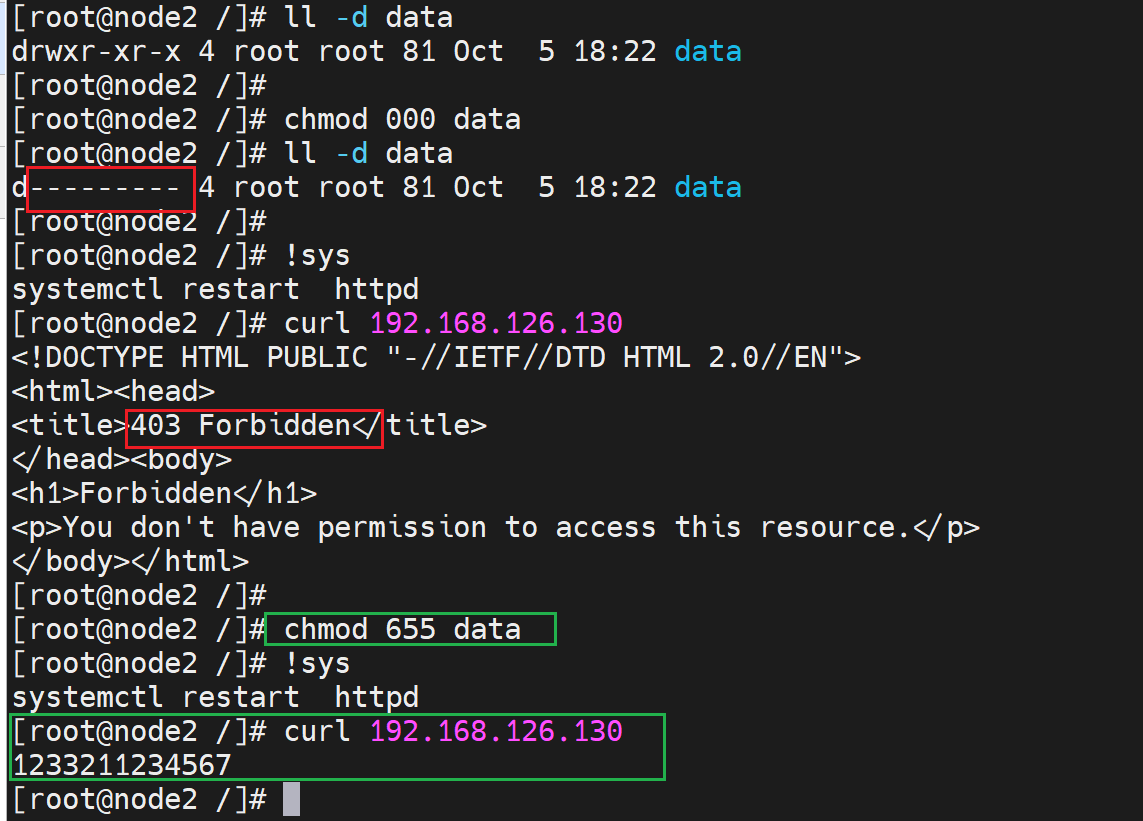 [root@node2 /]# ll -d data
drwxr-xr-x 4 root root 81 Oct  5 18:22 data
[root@node2 /]#
[root@node2 /]# chmod 000 data
[root@node2 /]# ll -d data
d--------- 4 root root 81 Oct  5 18:22 data
[root@node2 /]#
[root@node2 /]# !sys
systemctl restart  httpd
[root@node2 /]# curl 192.168.126.130
<!DOCTYPE HTML PUBLIC "-//IETF//DTD HTML 2.0//EN">
<html><head>
<title>403 Forbidden</title>
</head><body>
<h1>Forbidden</h1>
<p>You don't have permission to access this resource.</p>
</body></html>
[root@node2 /]#
[root@node2 /]# chmod 655 data
[root@node2 /]# !sys
systemctl restart  httpd
[root@node2 /]# curl 192.168.126.130
1233211234567
[root@node2 /]#